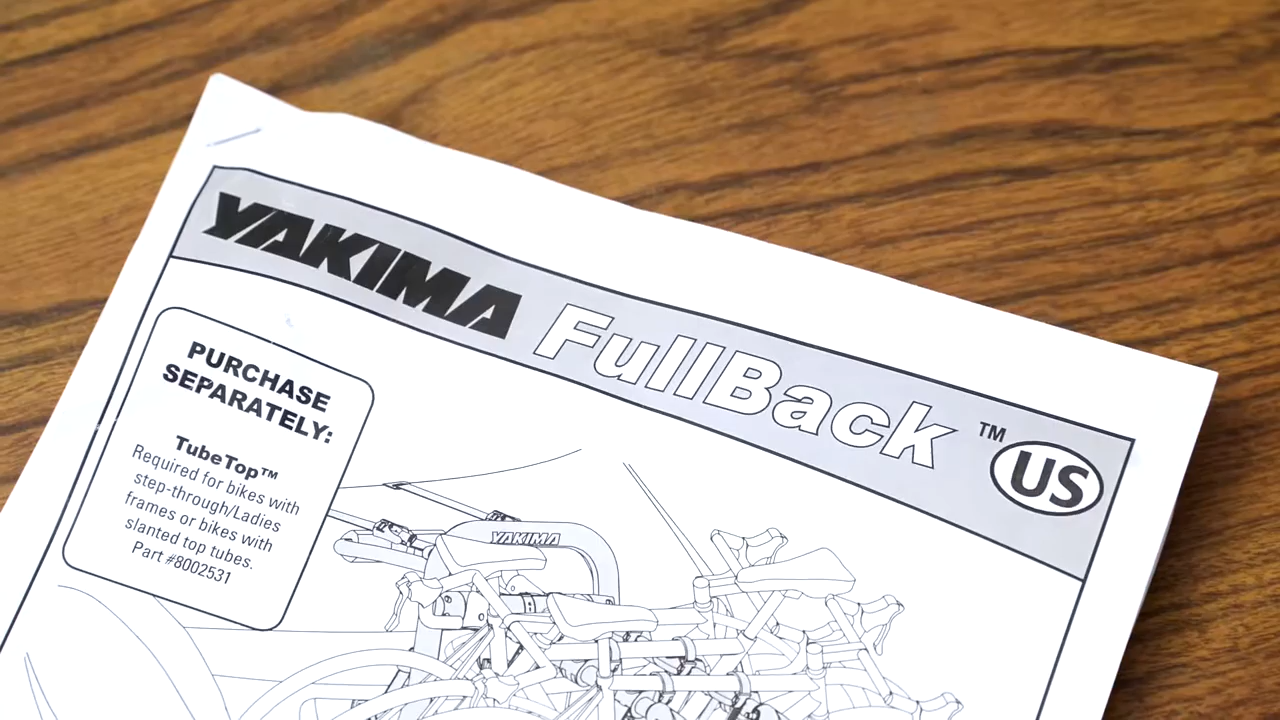 YAKIMA FullBack™ US
PURCHASE
SEPARATELY:
TubeTop™
Required for bikes with
step-through/Ladies
frames or bikes with
slanted top tubes.
Part #8002531
YAKIMA